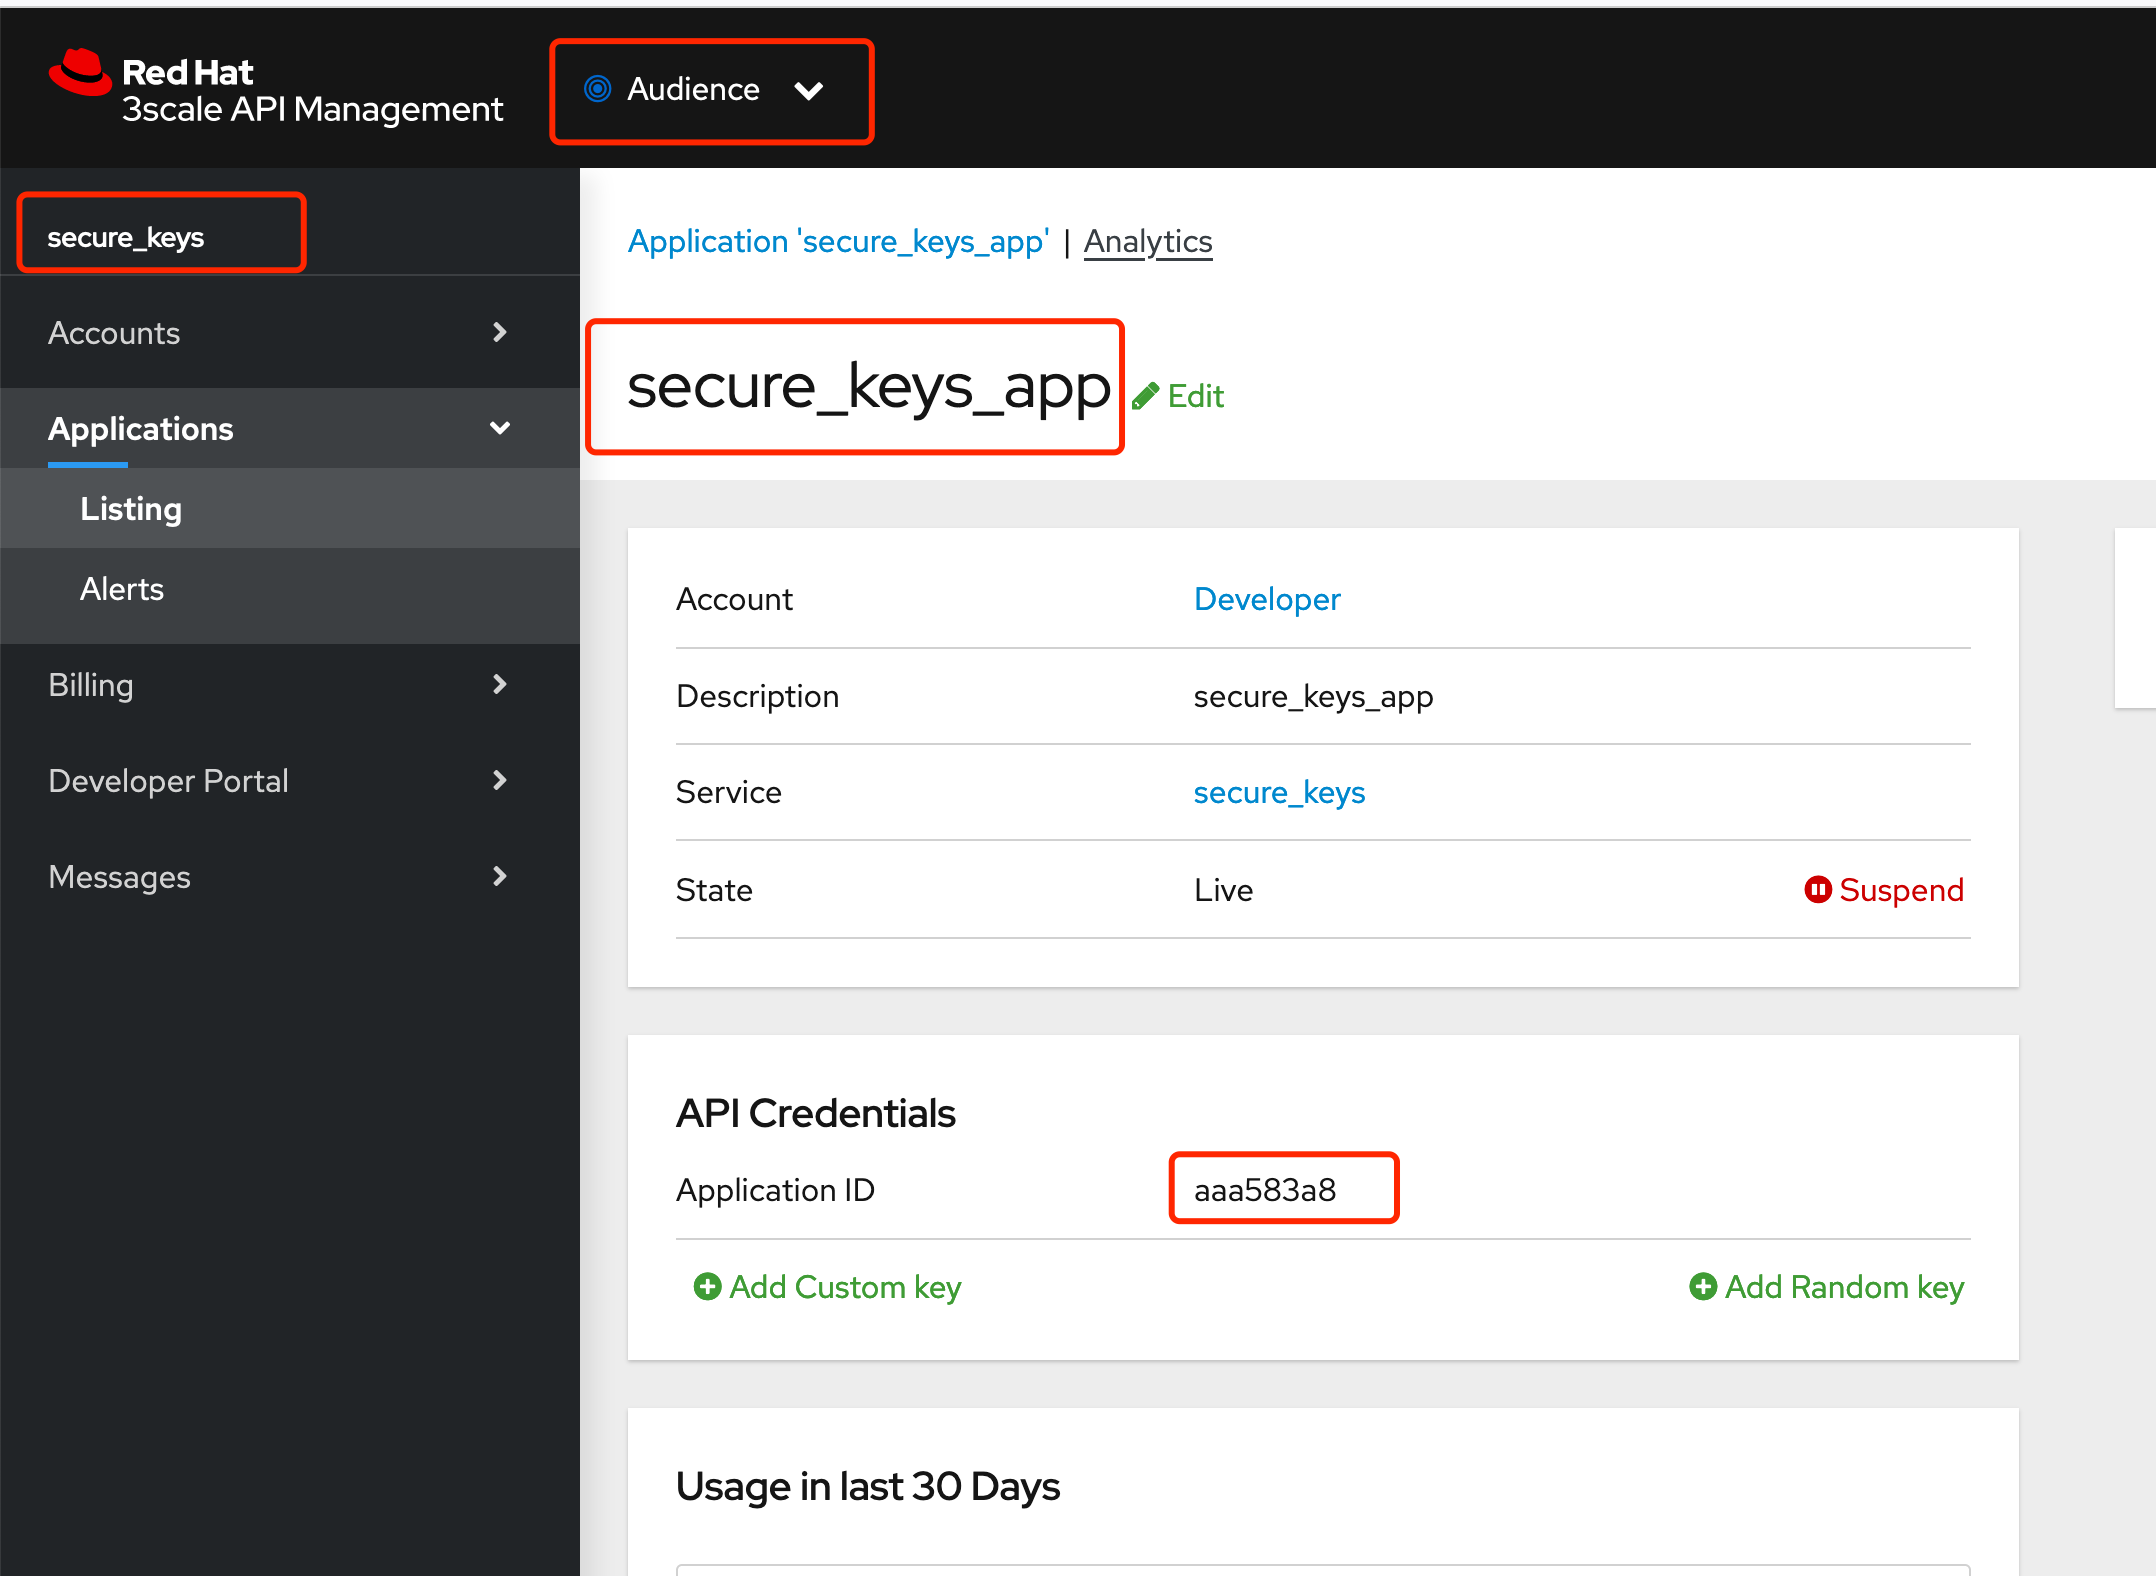 Red Hat
3scale API Management
Audience
secure_keys
Accounts
Applications
Listing
Alerts
Billing
Developer Portal
Messages
Application 'secure_keys_app' | Analytics
secure_keys_app Edit
Account Developer
Description secure_keys_app
Service secure_keys
State Live Suspend
API Credentials
Application ID aaa583a8
Add Custom key Add Random key
Usage in last 30 Days